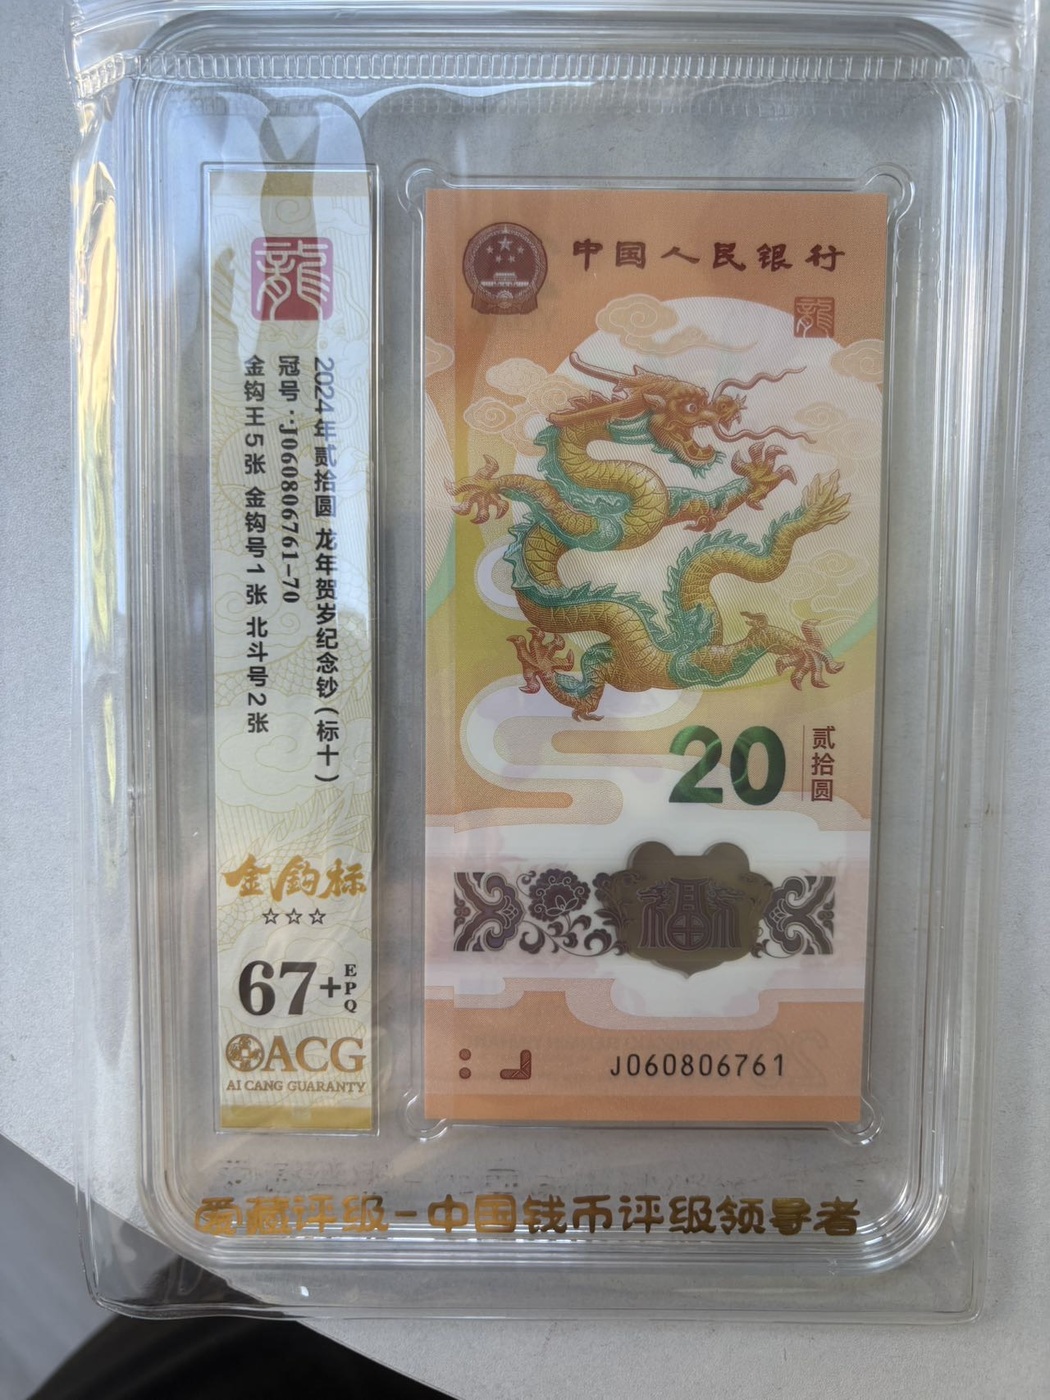 龍
2024年 贰拾圆 龙年贺岁纪念钞(标十)
冠号:J060806761-70
金钩王5张 金钩号1张 北斗号2张
金钩标
☆☆☆
67+EPQ
ACG
AI CANG GUARANTY
中国人民银行
龍
20
贰拾圆
福
J060806761
爱藏评级-中国钱币评级领导者